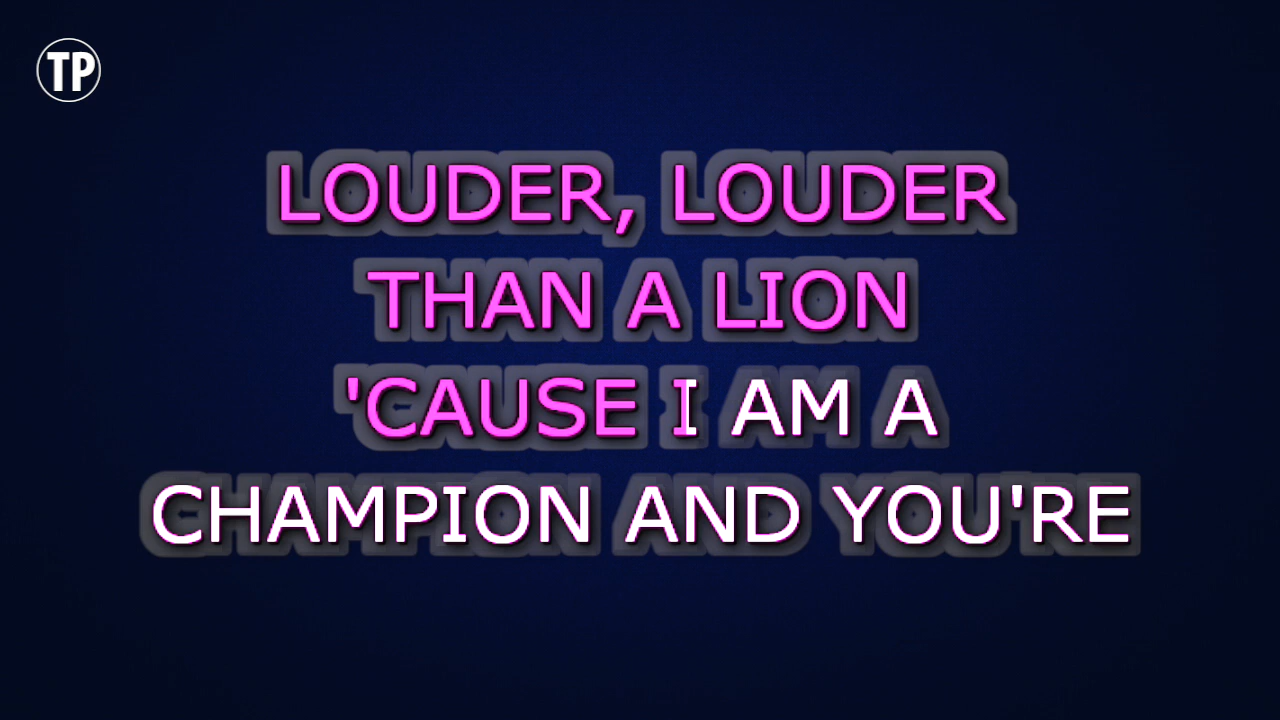 TP
LOUDER, LOUDER
THAN A LION
'CAUSE I AM A
CHAMPION AND YOU'RE